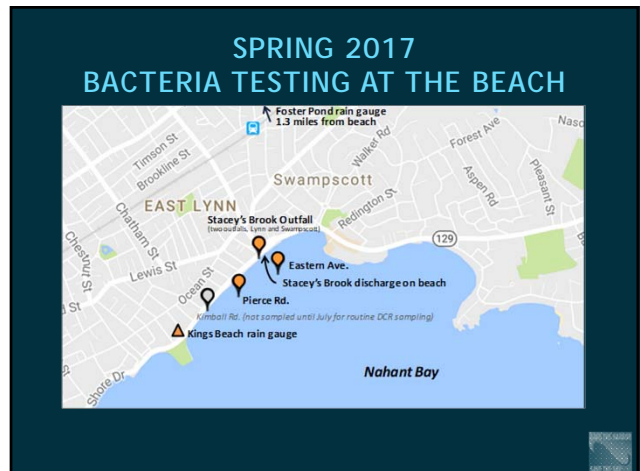 SPRING 2017
BACTERIA TESTING AT THE BEACH
Foster Pond rain gauge
1.3 miles from beach
Walker Rd
Forest Ave
Timson St
Brookline St
Swampscott
Aspen Rd
Pleasant St
Chatham St
EAST LYNN
Redington St
Chestnut St
Stacey's Brook Outfall
(two outfalls, Lynn and Swampscott)
129
Lewis St
Ocean St
Eastern Ave.
Stacey's Brook discharge on beach
Pierce Rd.
d St
Kimball Rd. (not sampled until July for routine DCR sampling)
Kings Beach rain gauge
Shore Dr
Nahant Bay